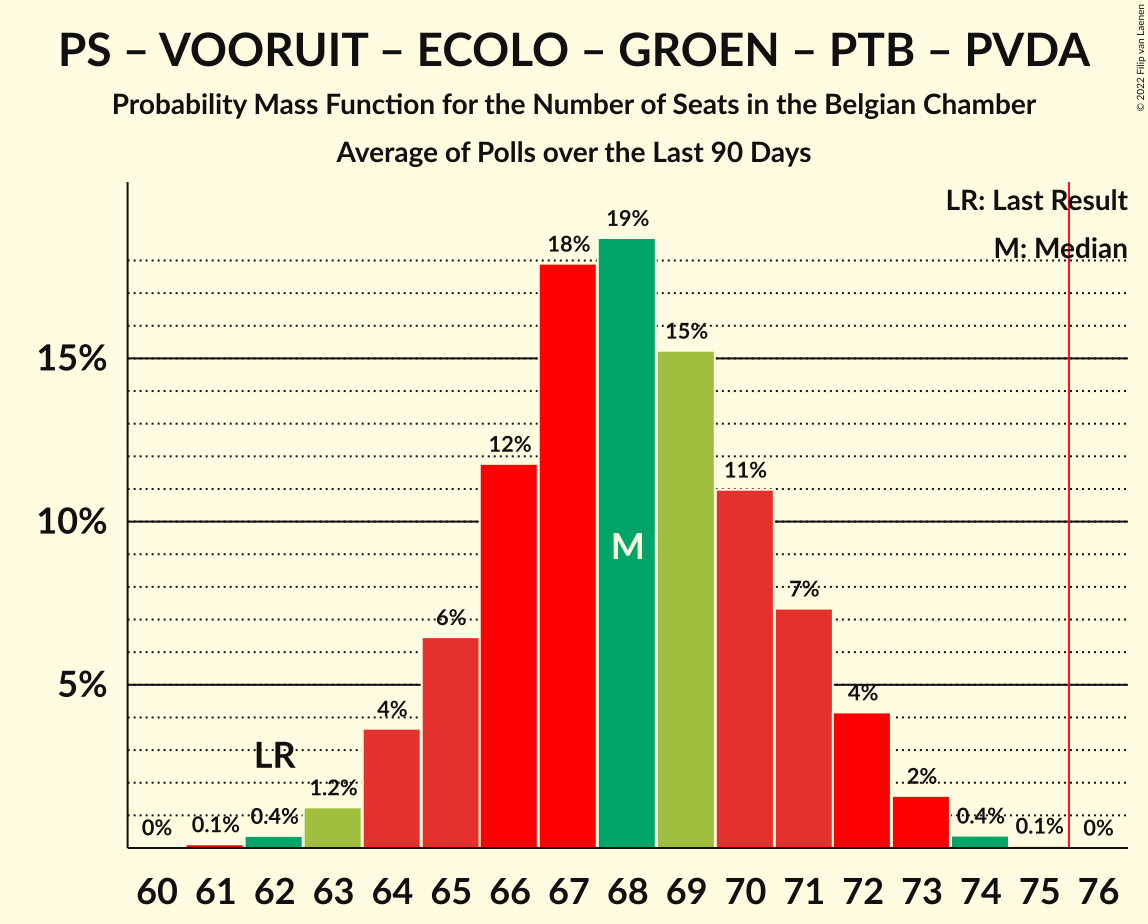 PS – VOORUIT – ECOLO – GROEN – PTB – PVDA
Probability Mass Function for the Number of Seats in the Belgian Chamber
Average of Polls over the Last 90 Days
© 2022 Filip van Laenen
LR: Last Result
M: Median
15%
10%
5%
0%
0.1%
0.4%
1.2%
4%
6%
12%
18%
19%
15%
11%
7%
4%
2%
0.4%
0.1%
0%
LR
M
60 61 62 63 64 65 66 67 68 69 70 71 72 73 74 75 76